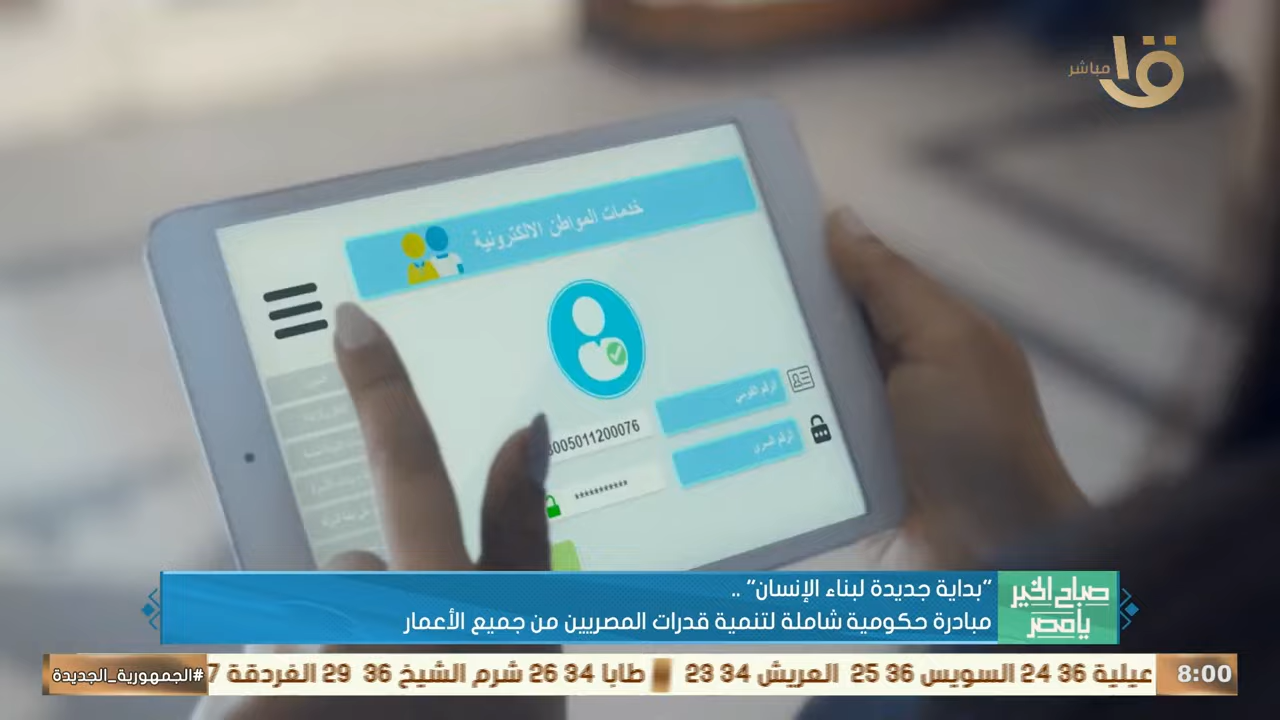 مباشر
خدمات المواطن الالكترونية
الرقم القومي
3005011200076
الرقم السري
***********
صباح الخير
يا مصر
"بداية جديدة لبناء الإنسان" ..
مبادرة حكومية شاملة لتنمية قدرات المصريين من جميع الأعمار
8:00
عيلية 36 24 السويس 36 25 العريش 34 23 طابا 34 26 شرم الشيخ 36 29 الغردقة 7
#الجمهورية_الجديدة